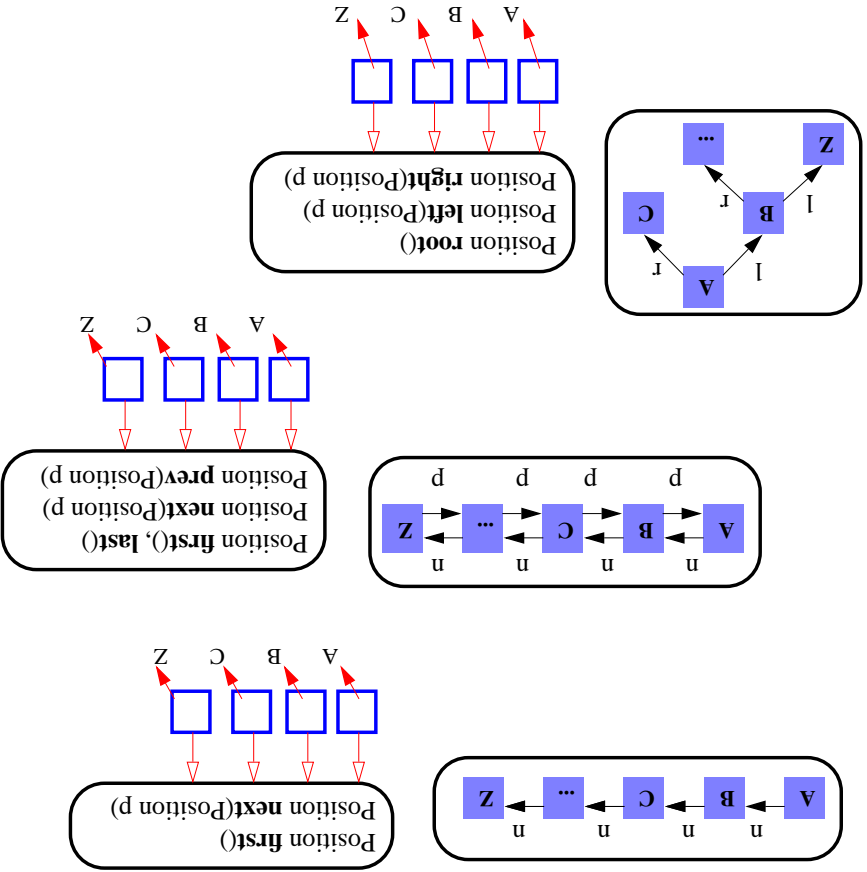 n n n n
A B C ... Z
Position first()
Position next(Position p)
A B C Z
n n n n
A B C ... Z
p p p p
Position first(), last()
Position next(Position p)
Position prev(Position p)
A B C Z
A
l r
B C
l r
Z ...
Position root()
Position left(Position p)
Position right(Position p)
A B C Z